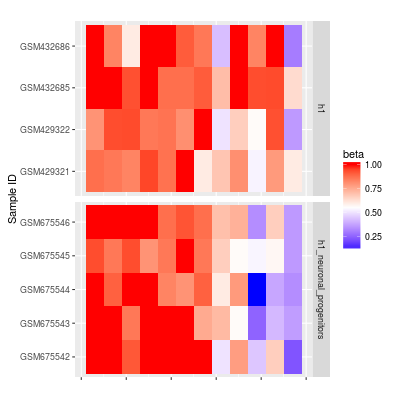 GSM432686
GSM432685
GSM429322
GSM429321
h1
GSM675546
GSM675545
GSM675544
GSM675543
GSM675542
h1_neuronal_progenitors
Sample ID
beta
1.00
0.75
0.50
0.25